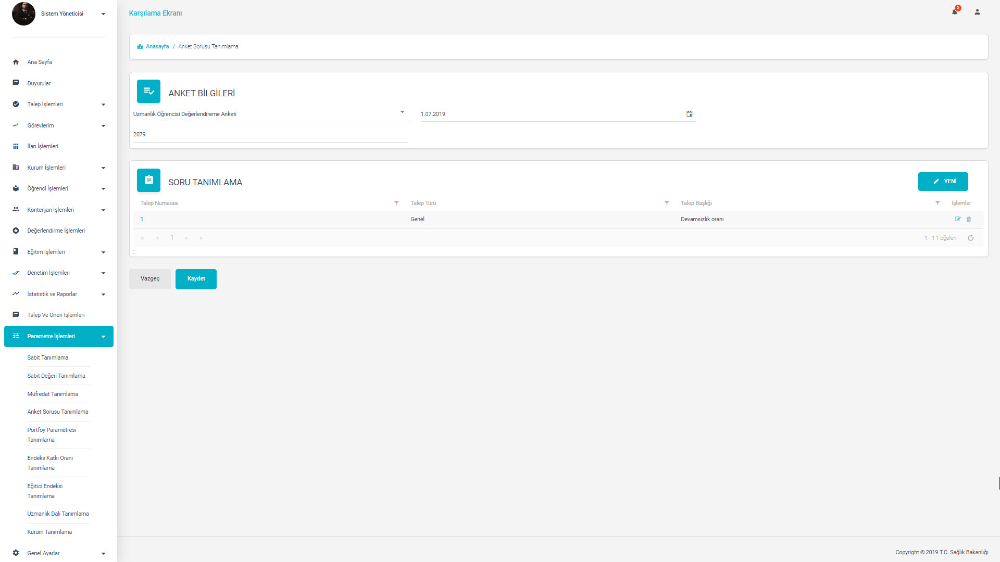 Sistem Yöneticisi
Ana Sayfa
Duyurular
Talep İşlemleri
Görevlerim
İlan İşlemleri
Kurum İşlemleri
Öğrenci İşlemleri
Kontenjan İşlemleri
Değerlendirme İşlemleri
Eğitim İşlemleri
Denetim İşlemleri
İstatistik ve Raporlar
Talep Ve Öneri İşlemleri
Parametre İşlemleri
Sabit Tanımlama
Sabit Değeri Tanımlama
Müfredat Tanımlama
Anket Sorusu Tanımlama
Portföy Parametresi
Tanımlama
Endeks Katkı Oranı
Tanımlama
Eğitici Endeksi
Tanımlama
Uzmanlık Dalı Tanımlama
Kurum Tanımlama
Genel Ayarlar
Karşılama Ekranı
0
Anasayfa / Anket Sorusu Tanımlama
ANKET BİLGİLERİ
Uzmanlık Öğrencisi Değerlendireme Anketi
1.07.2019
2079
SORU TANIMLAMA
YENİ
Talep Numarası Talep Türü Talep Başlığı İşlemler
1 Genel Devamsızlık oranı
1
1 - 1 1 öğeleri
;
Vazgeç
Kaydet
Copyright © 2019 T.C. Sağlık Bakanlığı